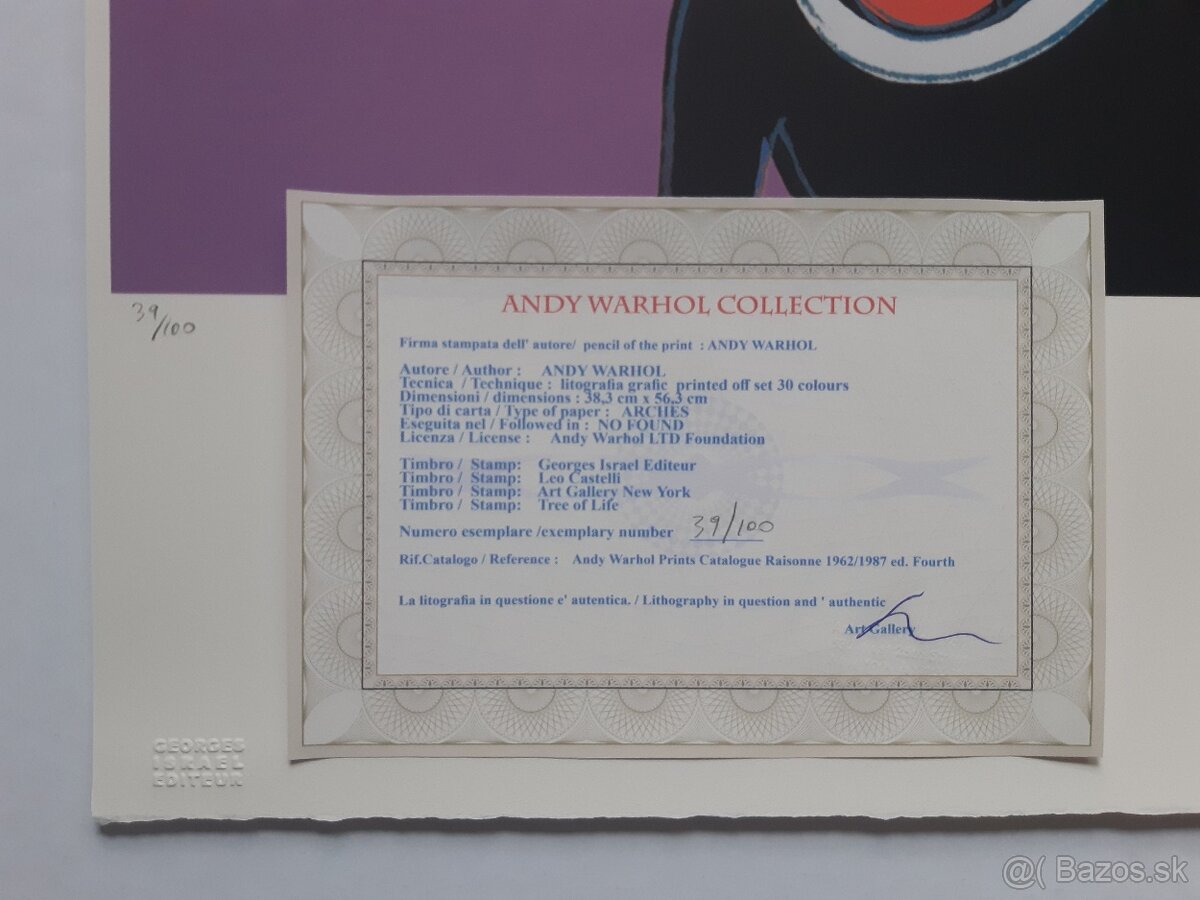 39/100
ANDY WARHOL COLLECTION
Firma stampata dell' autore/ pencil of the print : ANDY WARHOL
Autore / Author : ANDY WARHOL
Tecnica / Technique : litografia grafic printed off set 30 colours
Dimensioni / dimensions : 38,3 cm x 56,3 cm
Tipo di carta / Type of paper : ARCHES
Eseguita nel / Followed in : NO FOUND
Licenza / License : Andy Warhol LTD Foundation
Timbro / Stamp: Georges Israel Editeur
Timbro / Stamp: Leo Castelli
Timbro / Stamp: Art Gallery New York
Timbro / Stamp: Tree of Life
Numero esemplare /exemplary number 39/100
Rif.Catalogo / Reference : Andy Warhol Prints Catalogue Raisonne 1962/1987 ed. Fourth
La litografia in questione e' autentica. / Lithography in question and ' authentic
Art Gallery
GEORGES
ISRAEL
EDITEUR
@( Bazos.sk